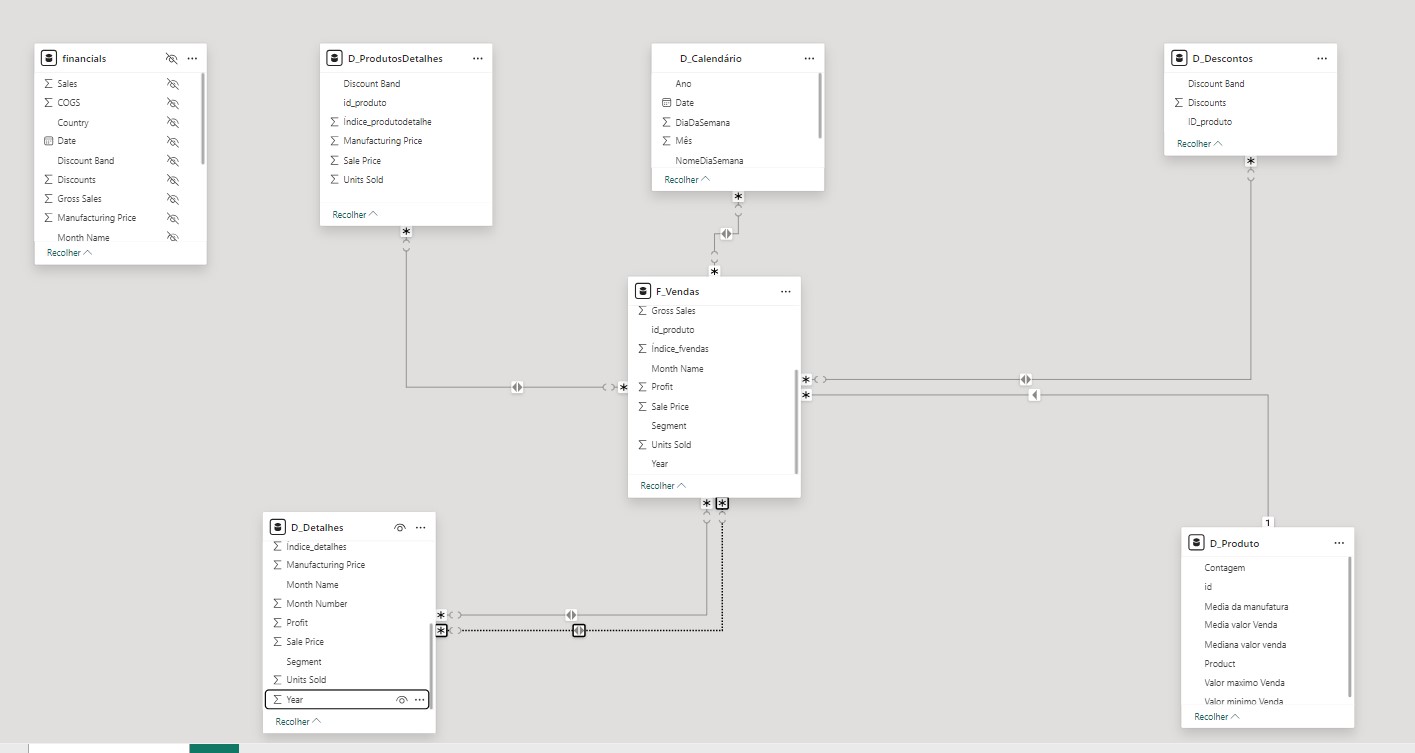 financials
Sales
COGS
Country
Date
Discount Band
Discounts
Gross Sales
Manufacturing Price
Month Name
Recolher
D_ProdutosDetalhes
Discount Band
id_produto
Índice_produtodetalhe
Manufacturing Price
Sale Price
Units Sold
Recolher
D_Calendário
Ano
Date
DiaDaSemana
Mês
NomeDiaSemana
Recolher
D_Descontos
Discount Band
Discounts
ID_produto
Recolher
F_Vendas
Gross Sales
id_produto
Índice_fvendas
Month Name
Profit
Sale Price
Segment
Units Sold
Year
Recolher
D_Detalhes
Índice_detalhes
Manufacturing Price
Month Name
Month Number
Profit
Sale Price
Segment
Units Sold
Year
Recolher
1
D_Produto
Contagem
id
Media da manufatura
Media valor Venda
Mediana valor venda
Product
Valor maximo Venda
Valor minimo Venda
Recolher